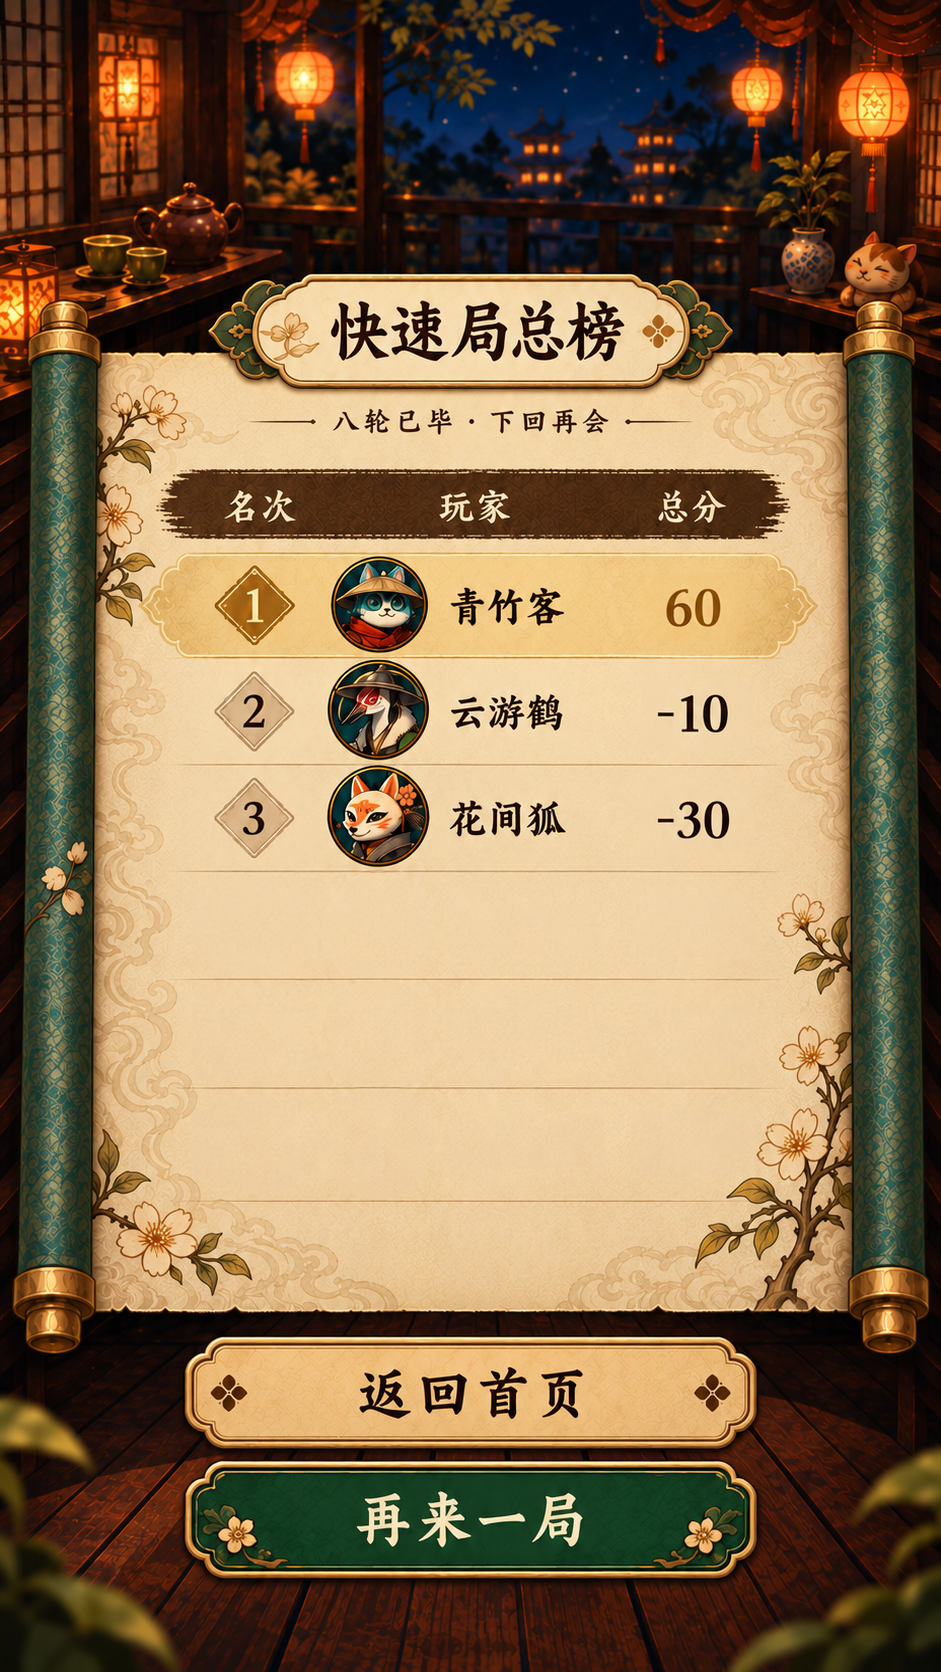 快速局总榜
八轮已毕·下回再会
名次 玩家 总分
1 青竹客 60
2 云游鹤 -10
3 花间狐 -30
返回首页
再来一局